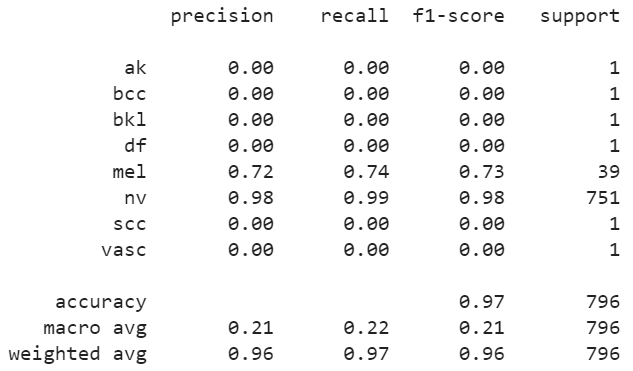 precision recall f1-score support
ak 0.00 0.00 0.00 1
bcc 0.00 0.00 0.00 1
bkl 0.00 0.00 0.00 1
df 0.00 0.00 0.00 1
mel 0.72 0.74 0.73 39
nv 0.98 0.99 0.98 751
scc 0.00 0.00 0.00 1
vasc 0.00 0.00 0.00 1
accuracy 0.97 796
macro avg 0.21 0.22 0.21 796
weighted avg 0.96 0.97 0.96 796